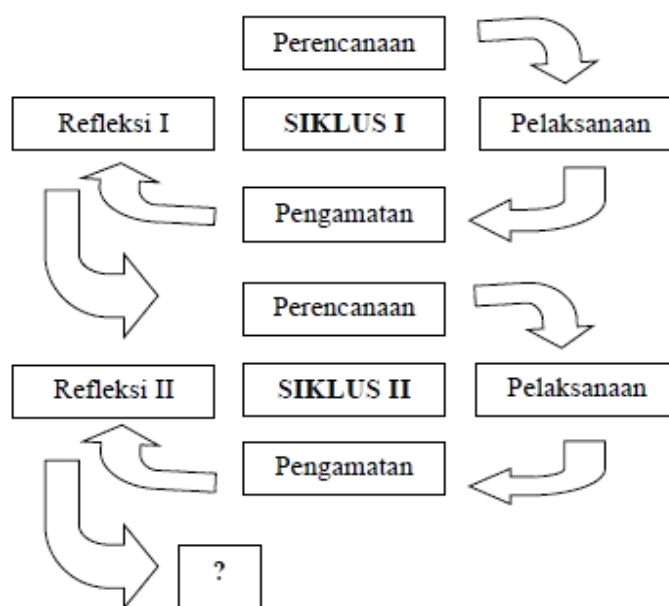 Perencanaan
Refleksi I
SIKLUS I
Pelaksanaan
Pengamatan
Perencanaan
Refleksi II
SIKLUS II
Pelaksanaan
Pengamatan
?